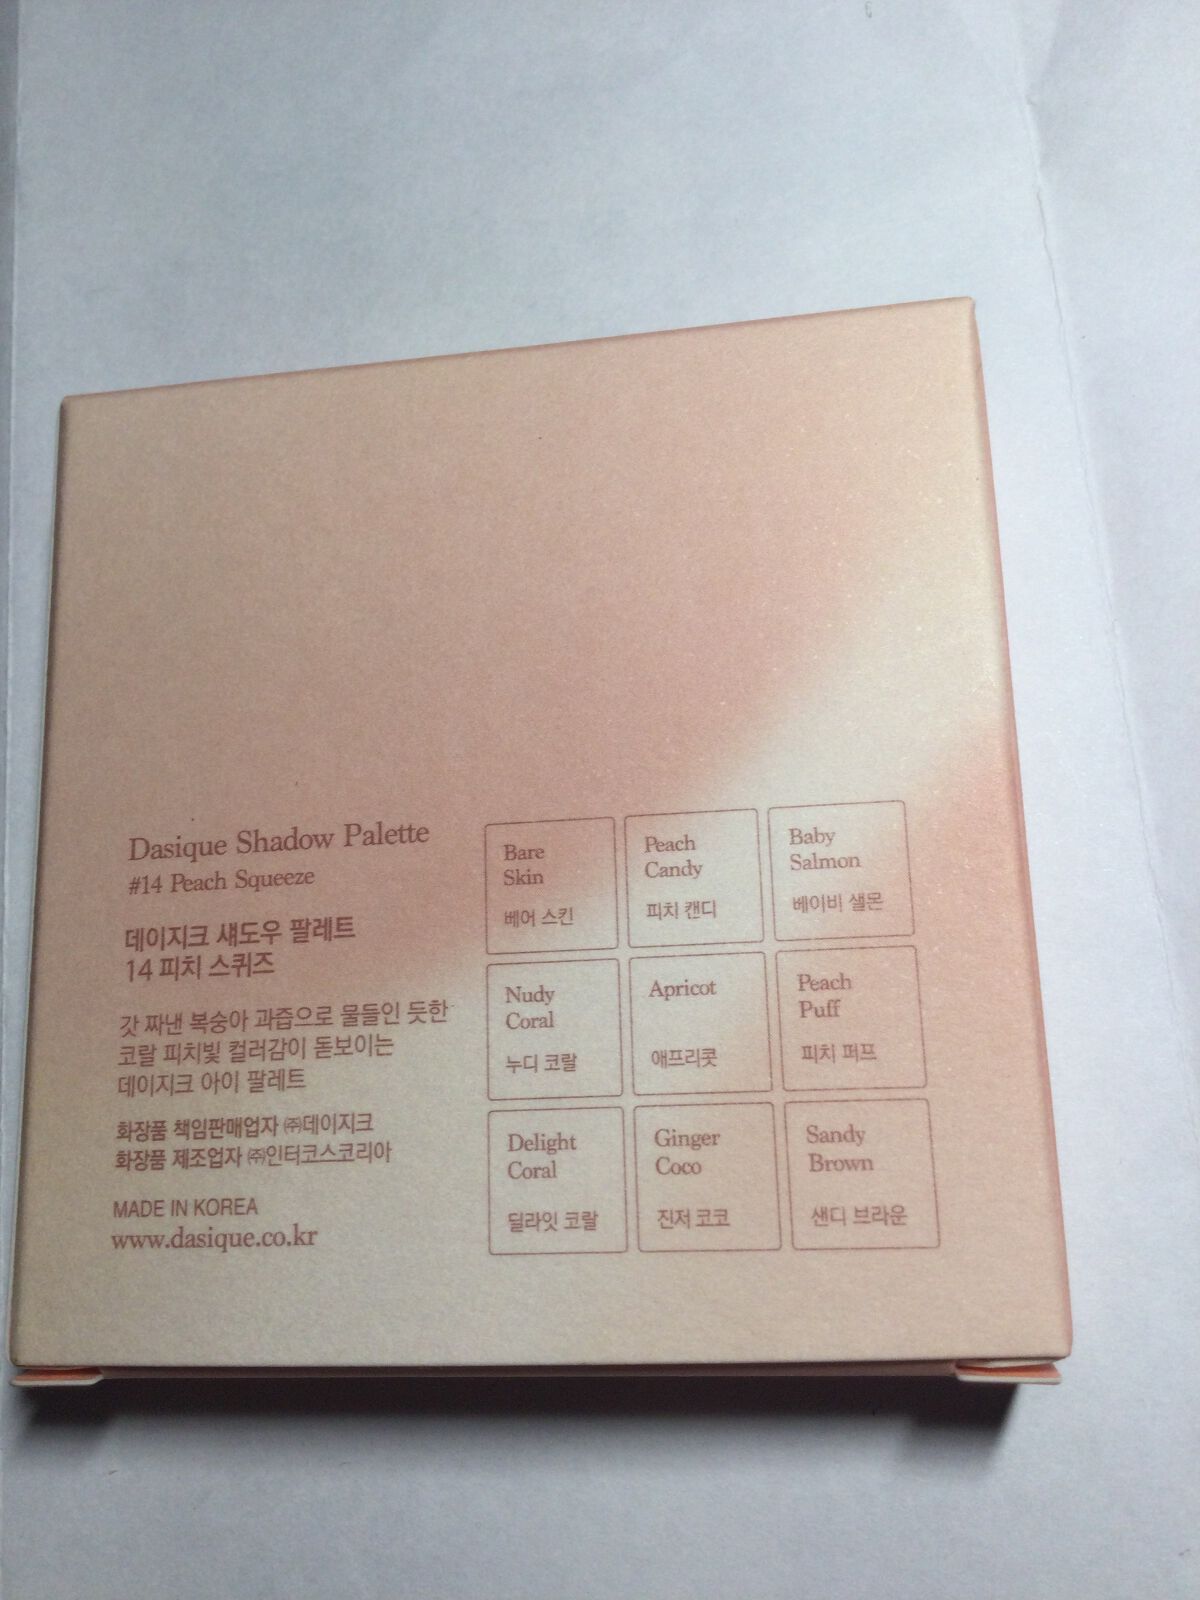 Dasique Shadow Palette
#14 Peach Squeeze
데이지크 섀도우 팔레트
14 피치 스퀴즈
갓 짜낸 복숭아 과즙으로 물들인 듯한
코랄 피치빛 컬러감이 돋보이는
데이지크 아이 팔레트
화장품 책임판매업자 ㈜데이지크
화장품 제조업자 ㈜인터코스코리아
MADE IN KOREA
www.dasique.co.kr
Bare
Skin
베어 스킨
Peach
Candy
피치 캔디
Baby
Salmon
베이비 샐몬
Nudy
Coral
누디 코랄
Apricot
애프리콧
Peach
Puff
피치 퍼프
Delight
Coral
딜라잇 코랄
Ginger
Coco
진저 코코
Sandy
Brown
샌디 브라운